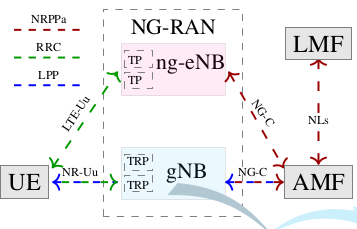 NRPPa
RRC
LPP
NG-RAN
TP
TP
ng-eNB
LMF
LTE-Uu
NG-C
NLs
TRP
TRP
gNB
UE
NR-Uu
NG-C
AMF